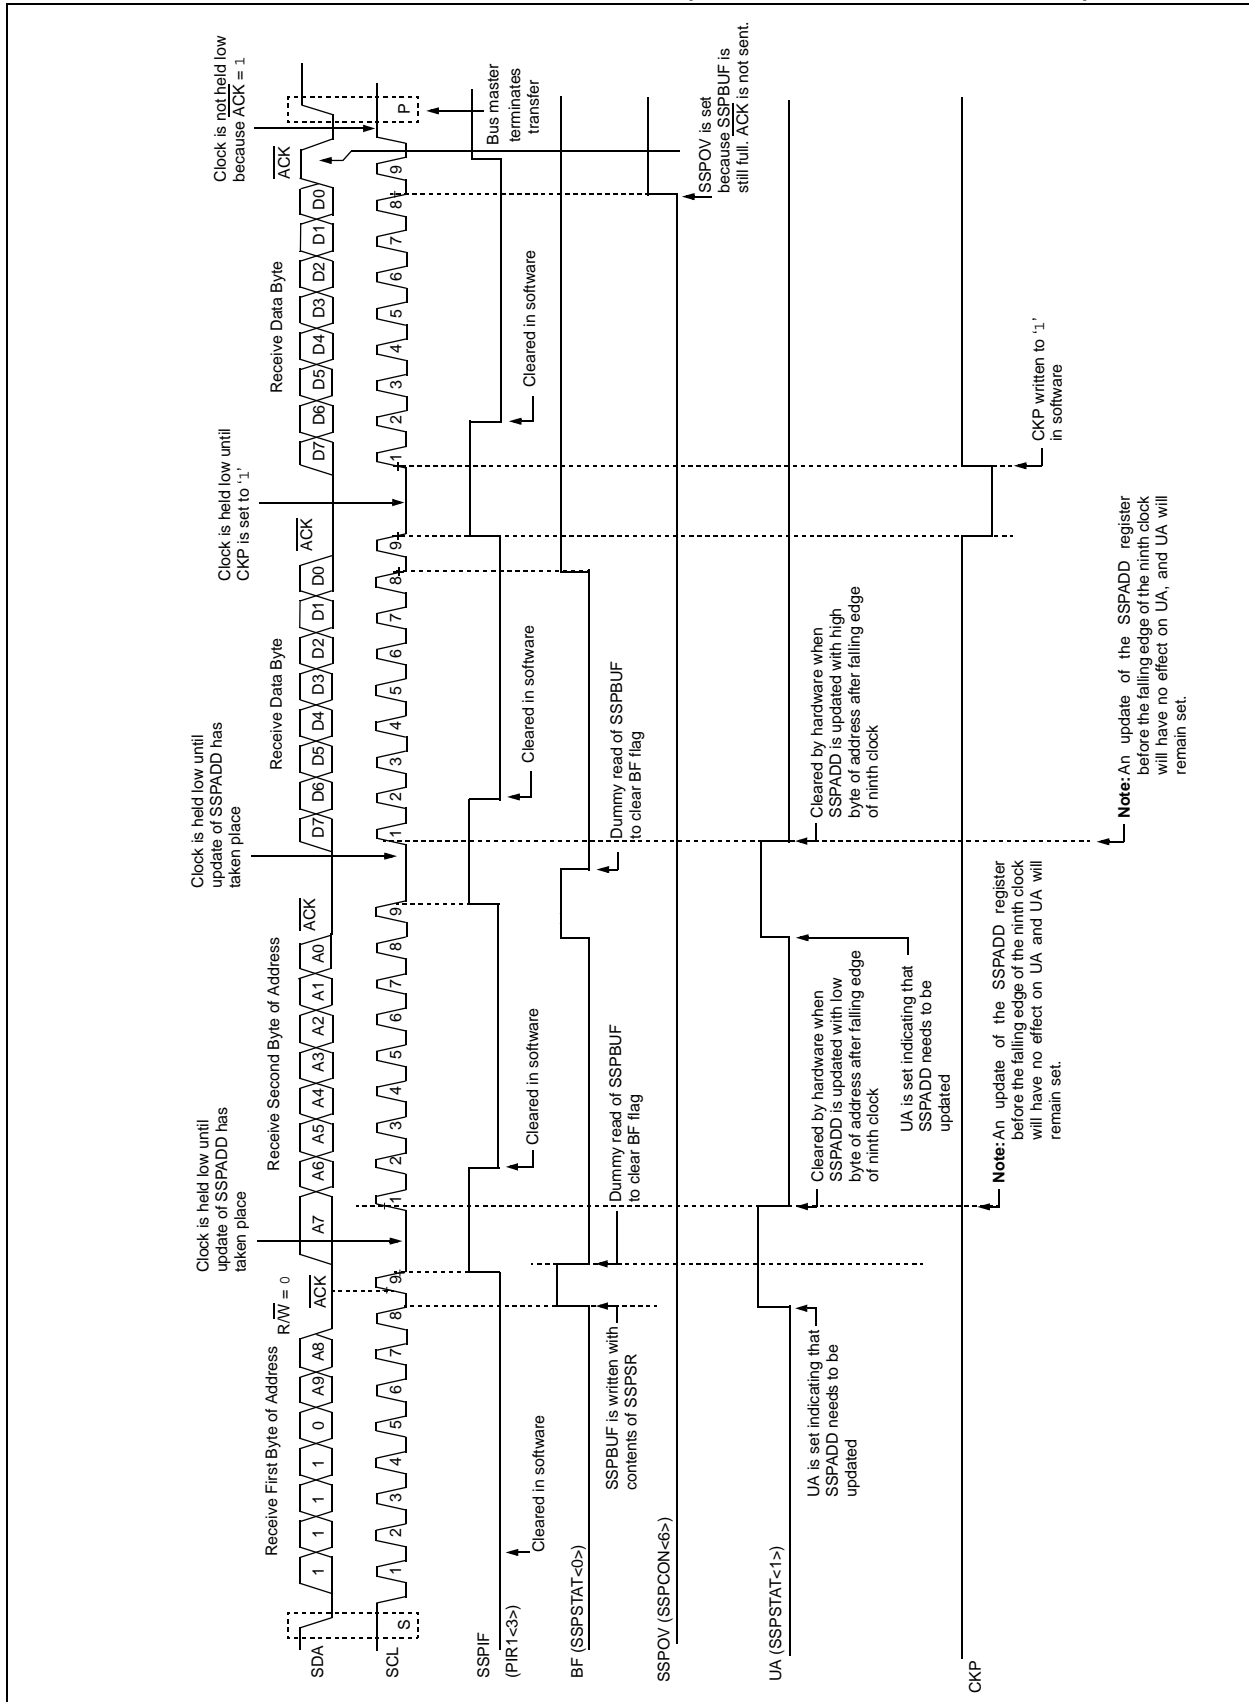 Clock is not held low
because ACK = 1
ACK
Receive Data Byte
Clock is held low until
CKP is set to '1'
ACK
Receive Data Byte
Clock is held low until
update of SSPADD has
taken place
ACK
Receive Second Byte of Address
Clock is held low until
update of SSPADD has
taken place
R/W = 0
ACK
Receive First Byte of Address
SDA
1 1 1 1 0 A9 A8
A7 A6 A5 A4 A3 A2 A1 A0
D7 D6 D5 D4 D3 D2 D1 D0
D7 D6 D5 D4 D3 D2 D1 D0
SCL
S
1 2 3 4 5 6 7 8 9
1 2 3 4 5 6 7 8 9
1 2 3 4 5 6 7 8 9
1 2 3 4 5 6 7 8 9
P
Bus master
terminates
transfer
SSPIF
(PIR1<3>)
Cleared in software
Cleared in software
Cleared in software
Cleared in software
BF (SSPSTAT<0>)
SSPBUF is written with
contents of SSPSR
Dummy read of SSPBUF
to clear BF flag
Dummy read of SSPBUF
to clear BF flag
SSPOV (SSPCON<6>)
SSPOV is set
because SSPBUF is
still full. ACK is not sent.
UA (SSPSTAT<1>)
UA is set indicating that
SSPADD needs to be
updated
Cleared by hardware when
SSPADD is updated with low
byte of address after falling edge
of ninth clock
UA is set indicating that
SSPADD needs to be
updated
Cleared by hardware when
SSPADD is updated with high
byte of address after falling edge
of ninth clock
CKP
Note: An update of the SSPADD register
before the falling edge of the ninth clock
will have no effect on UA and UA will
remain set.
Note: An update of the SSPADD register
before the falling edge of the ninth clock
will have no effect on UA, and UA will
remain set.
CKP written to '1'
in software